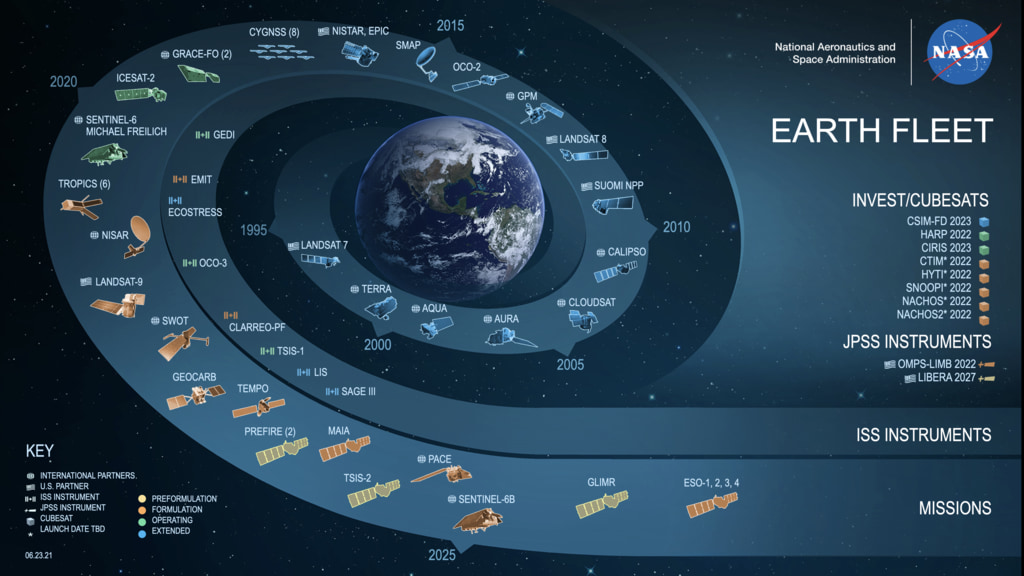 National Aeronautics and
Space Administration
NASA
EARTH FLEET
2015
CYGNSS (8)
NISTAR, EPIC
SMAP
GRACE-FO (2)
OCO-2
2020
ICESAT-2
GPM
SENTINEL-6
MICHAEL FREILICH
GEDI
LANDSAT 8
TROPICS (6)
EMIT
SUOMI NPP
ECOSTRESS
1995
2010
NISAR
LANDSAT 7
CALIPSO
OCO-3
LANDSAT-9
TERRA
AQUA
AURA
CLOUDSAT
SWOT
CLARREO-PF
2000
2005
TSIS-1
GEOCARB
LIS
TEMPO
SAGE III
PREFIRE (2)
MAIA
PACE
TSIS-2
SENTINEL-6B
GLIMR
ESO-1, 2, 3, 4
2025
INVEST/CUBESATS
CSIM-FD 2023
HARP 2022
CIRIS 2023
CTIM* 2022
HYTI* 2022
SNOOPI* 2022
NACHOS* 2022
NACHOS2* 2022
JPSS INSTRUMENTS
OMPS-LIMB 2022
LIBERA 2027
ISS INSTRUMENTS
MISSIONS
KEY
INTERNATIONAL PARTNERS.
U.S. PARTNER
ISS INSTRUMENT
JPSS INSTRUMENT
CUBESAT
* LAUNCH DATE TBD
PREFORMULATION
FORMULATION
OPERATING
EXTENDED
06.23.21